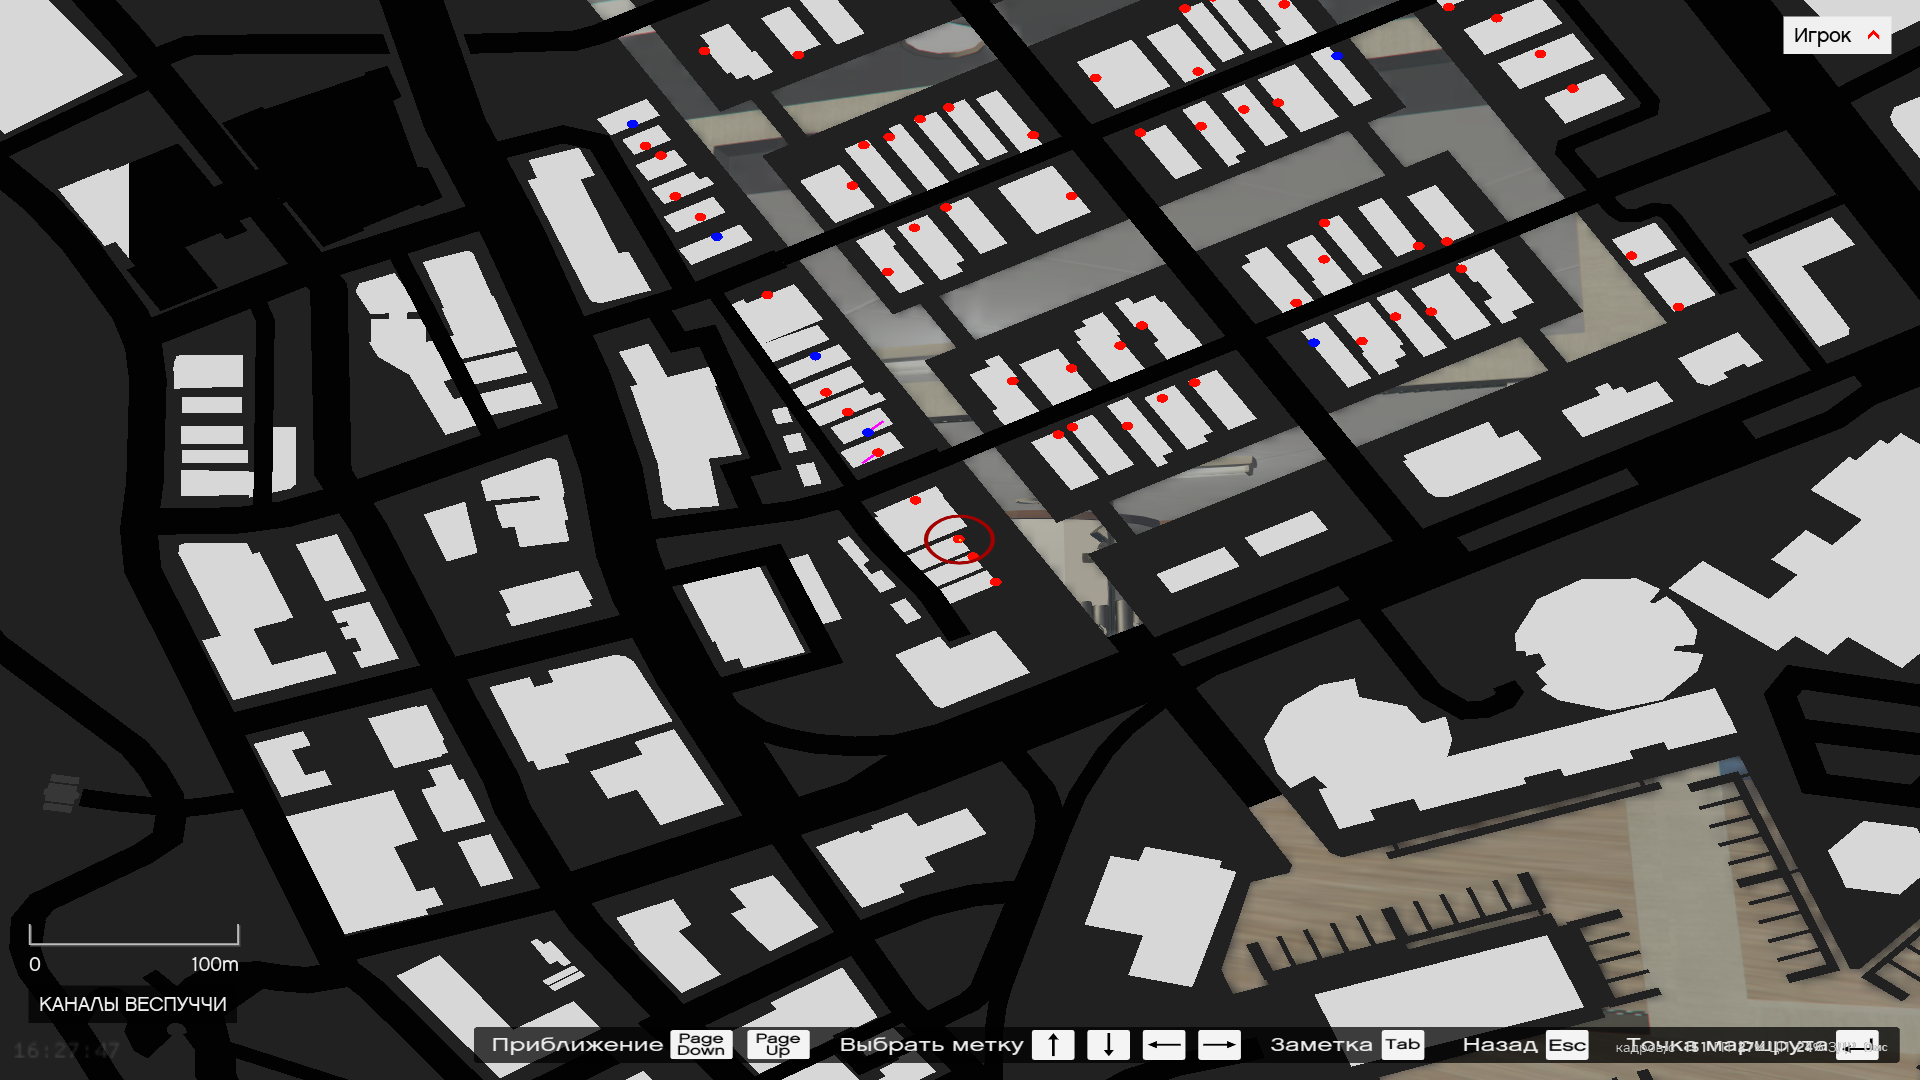 Игрок
0 100m
КАНАЛЫ ВЕСПУЧЧИ
16:27:47
Приближение Page Down Page Up Выбрать метку ↑ ↓ ← → Заметка Tab Назад Esc Точка маршрута